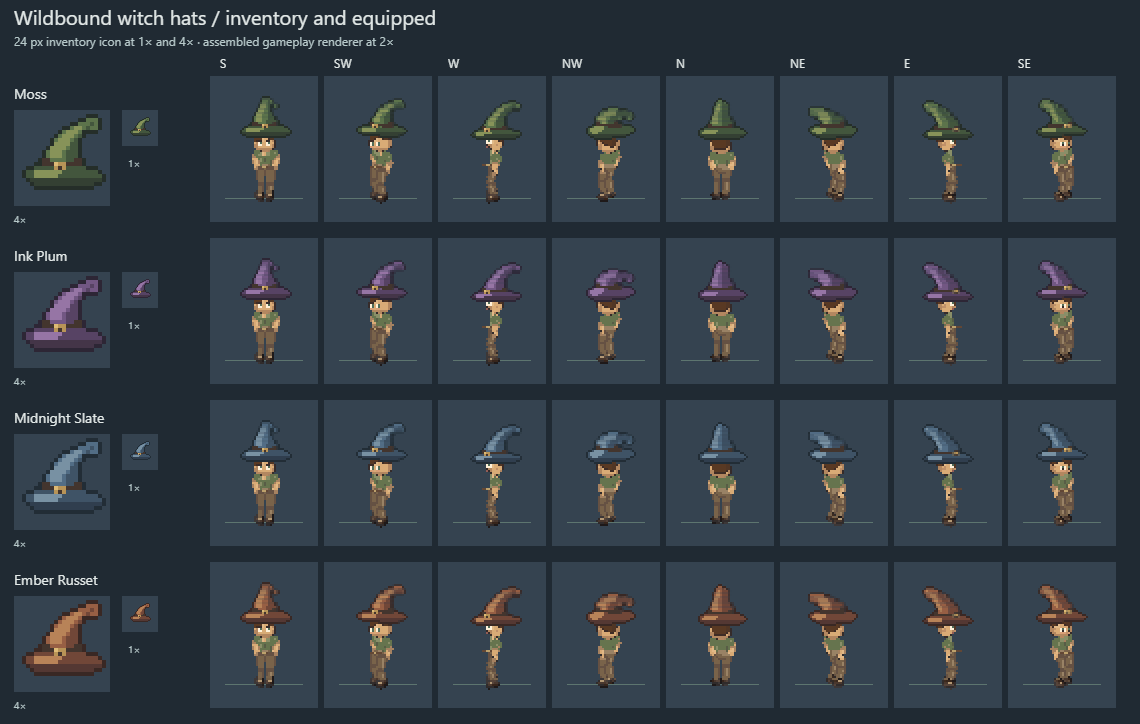 Wildbound witch hats / inventory and equipped
24 px inventory icon at 1× and 4× · assembled gameplay renderer at 2×
S SW W NW N NE E SE
Moss
1×
4×
Ink Plum
1×
4×
Midnight Slate
1×
4×
Ember Russet
1×
4×